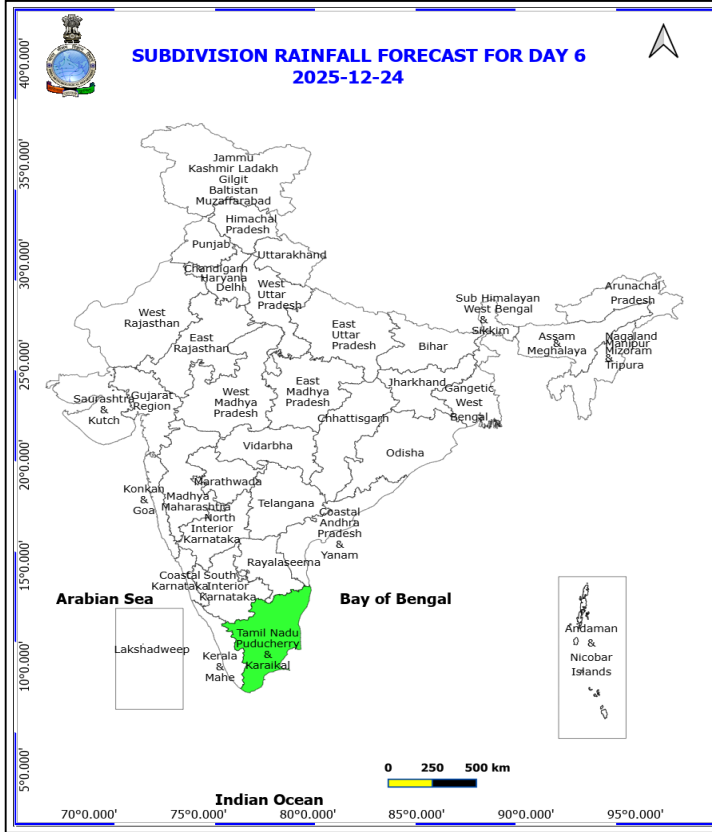 SUBDIVISION RAINFALL FORECAST FOR DAY 6
2025-12-24
40°0.000'
35°0.000'
30°0.000'
25°0.000'
20°0.000'
15°0.000'
10°0.000'
5°0.000'
Jammu
Kashmir Ladakh
Gilgit
Baltistan
Muzaffarabad
Himachal
Pradesh
Punjab
Uttarakhand
Chandigarh
Haryana
Delhi
West
Uttar
Pradesh
West
Rajasthan
East
Rajasthan
East
Uttar
Pradesh
Bihar
Sub Himalayan
West Bengal
&
Sikkim
Arunachal
Pradesh
Assam
&
Meghalaya
Nagaland
Manipur
Mizoram
&
Tripura
Saurashtra
&
Kutch
Gujarat
Region
West
Madhya
Pradesh
East
Madhya
Pradesh
Jharkhand
Gangetic
West
Bengal
Chhattisgarh
Vidarbha
Odisha
Konkan
&
Goa
Madhya
Maharashtra
Marathwada
Telangana
North
Interior
Karnataka
Coastal
Andhra
Pradesh
&
Yanam
Rayalaseema
Coastal
Karnataka
South
Interior
Karnataka
Arabian Sea
Bay of Bengal
Tamil Nadu
Puducherry
&
Karaikal
Lakshadweep
Kerala
&
Mahe
Andaman
&
Nicobar
Islands
0 250 500 km
Indian Ocean
70°0.000' 75°0.000' 80°0.000' 85°0.000' 90°0.000' 95°0.000'